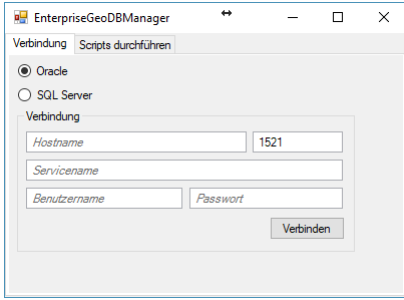 EnterpriseGeoDBManager
Verbindung Scripts durchführen
Oracle
SQL Server
Verbindung
Hostname 1521
Servicename
Benutzername Passwort
Verbinden